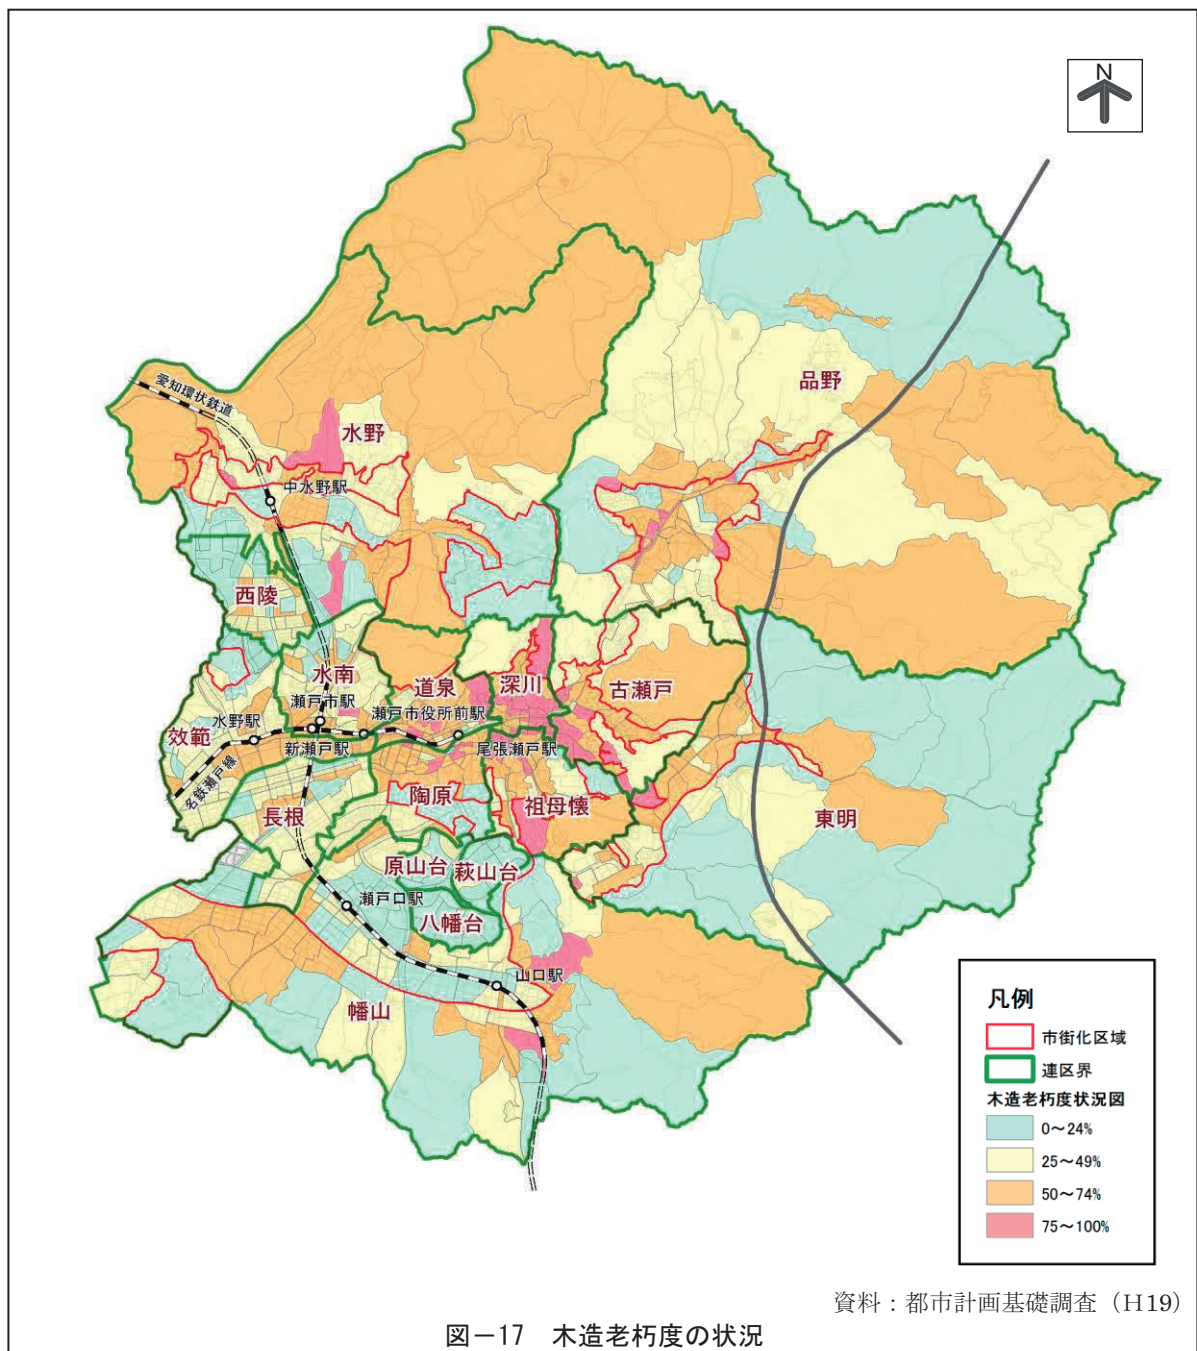 N
品野
愛知環状鉄道
水野
中水野駅
西陵
水南
道泉
深川
古瀬戸
瀬戸市駅
瀬戸市役所前駅
水野駅
効範
新瀬戸駅
尾張瀬戸駅
名鉄瀬戸線
陶原
祖母懐
長根
東明
原山台
萩山台
瀬戸口駅
八幡台
山口駅
幡山
凡例
市街化区域
連区界
木造老朽度状況図
0～24%
25～49%
50～74%
75～100%
資料：都市計画基礎調査（H19）
図－17　木造老朽度の状況